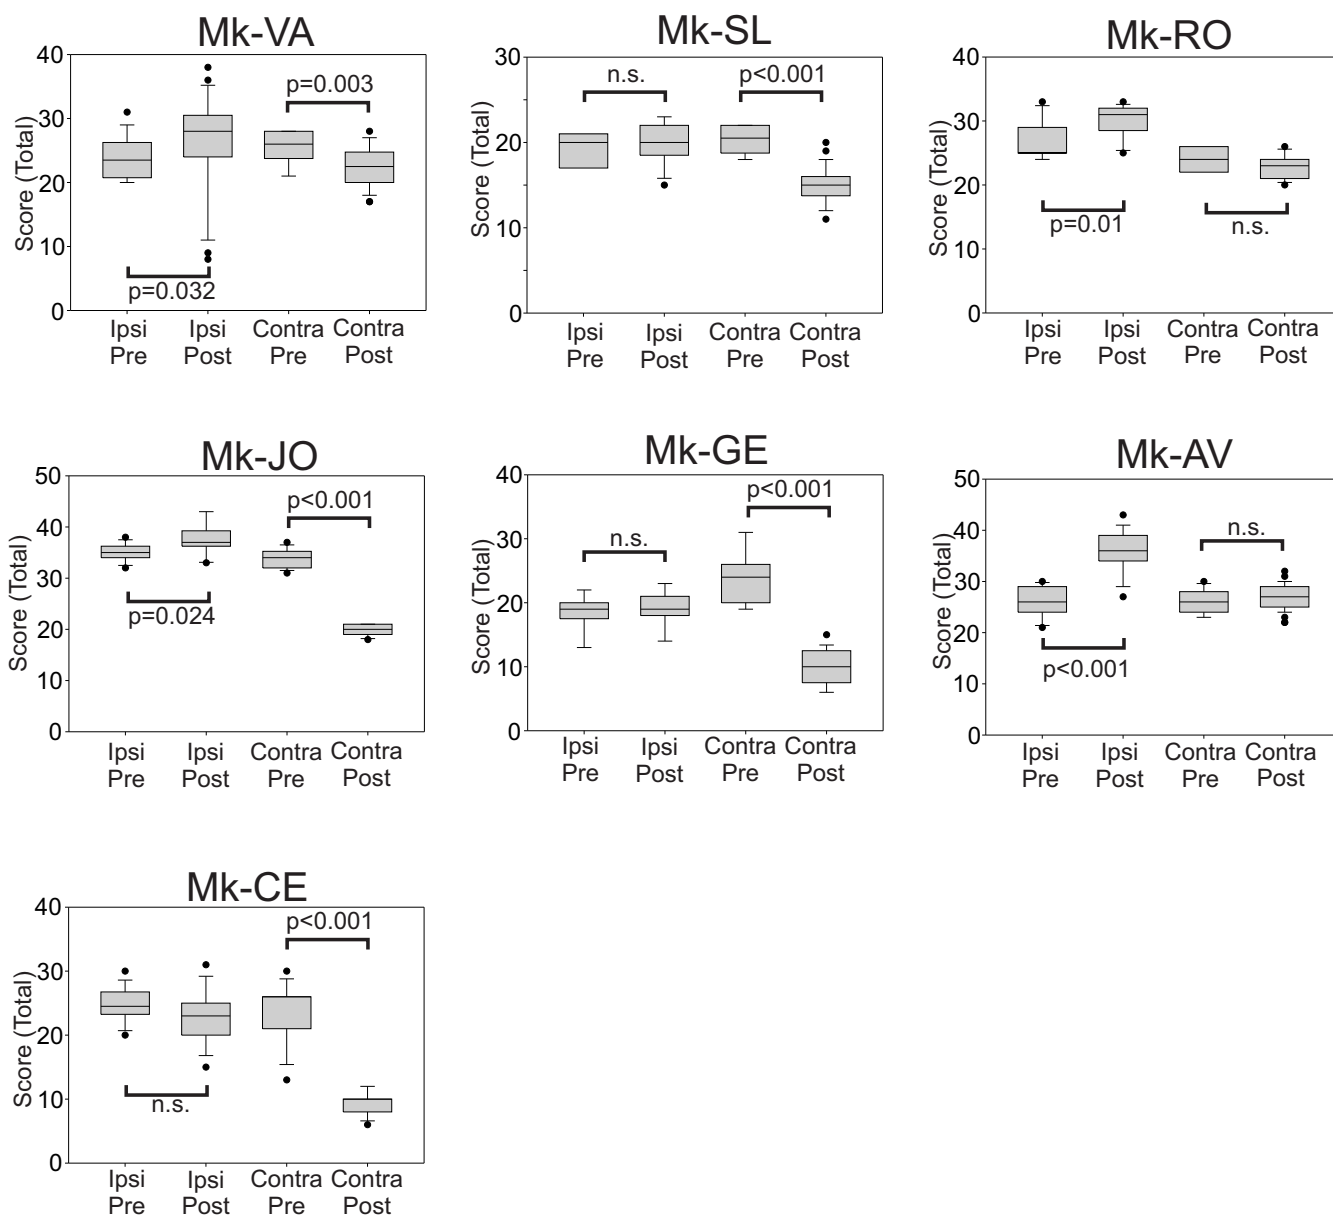 Mk-VA
Score (Total)
40
30
20
10
0
p=0.003
p=0.032
Ipsi Pre
Ipsi Post
Contra Pre
Contra Post
Mk-SL
Score (Total)
30
20
10
0
n.s.
p<0.001
Ipsi Pre
Ipsi Post
Contra Pre
Contra Post
Mk-RO
Score (Total)
40
30
20
10
0
p=0.01
n.s.
Ipsi Pre
Ipsi Post
Contra Pre
Contra Post
Mk-JO
Score (Total)
50
40
30
20
10
0
p<0.001
p=0.024
Ipsi Pre
Ipsi Post
Contra Pre
Contra Post
Mk-GE
Score (Total)
40
30
20
10
0
p<0.001
n.s.
Ipsi Pre
Ipsi Post
Contra Pre
Contra Post
Mk-AV
Score (Total)
50
40
30
20
10
0
n.s.
p<0.001
Ipsi Pre
Ipsi Post
Contra Pre
Contra Post
Mk-CE
Score (Total)
40
30
20
10
0
p<0.001
n.s.
Ipsi Pre
Ipsi Post
Contra Pre
Contra Post